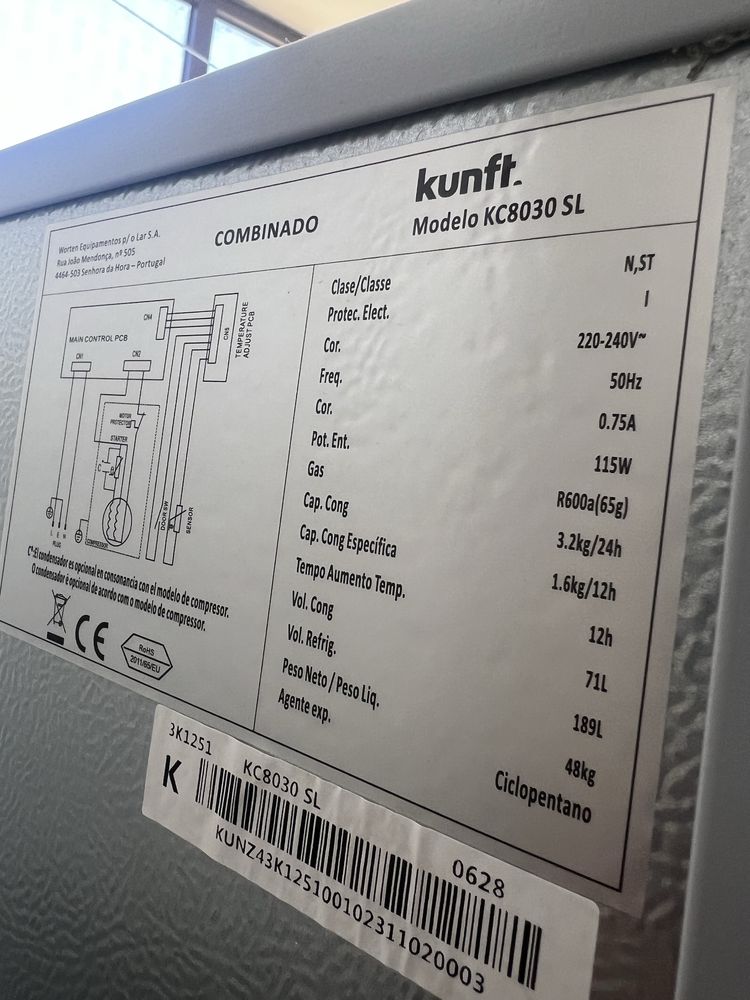 Worten Equipamentos p/ o Lar S.A.
Rua João Mendonça, nº 505
4464-503 Senhora da Hora – Portugal
COMBINADO
kunft.
Modelo KC8030 SL
MAIN CONTROL PCB
CN4
CN1
CN2
CN5
TEMPERATURE
ADJUST PCB
MOTOR
PROTECTOR
STARTER
C*
COMPRESSOR
DOOR SW
SENSOR
L E N
PLUG
C*:El condensador es opcional en consonancia con el modelo de compresor.
O condensador é opcional de acordo com o modelo de compressor.
CE
RoHS
2011/65/EU
Clase/Classe N,ST
Protec. Elect. I
Cor. 220-240V~
Freq. 50Hz
Cor. 0.75A
Pot. Ent. 115W
Gas R600a(65g)
Cap. Cong 3.2kg/24h
Cap. Cong Específica 1.6kg/12h
Tempo Aumento Temp. 12h
Vol. Cong 71L
Vol. Refrig. 189L
Peso Neto / Peso Liq. 48kg
Agente exp. Ciclopentano
3K1251
K KC8030 SL 0628
KUNZ43K125100102311020003